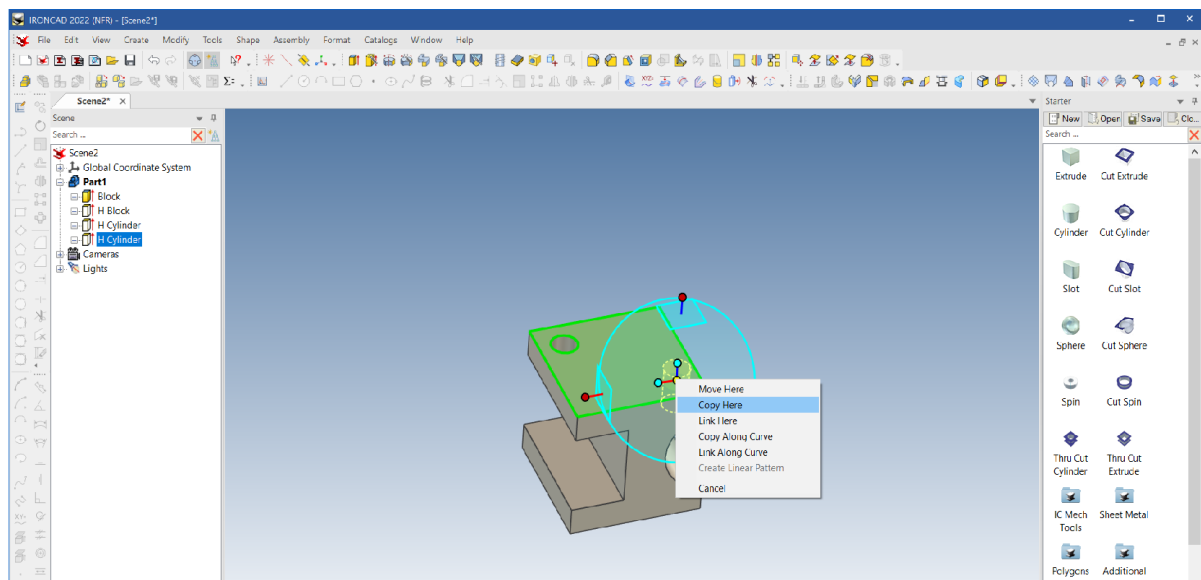 IRONCAD 2022 (NFR) - [Scene2*]
File Edit View Create Modify Tools Shape Assembly Format Catalogs Window Help
Scene2*
Scene
Search ...
Scene2
Global Coordinate System
Part1
Block
H Block
H Cylinder
H Cylinder
Cameras
Lights
Move Here
Copy Here
Link Here
Copy Along Curve
Link Along Curve
Create Linear Pattern
Cancel
Starter
New Open Save Clo...
Search ...
Extrude Cut Extrude
Cylinder Cut Cylinder
Slot Cut Slot
Sphere Cut Sphere
Spin Cut Spin
Thru Cut Thru Cut
Cylinder Extrude
IC Mech Sheet Metal
Tools
Polygons Additional